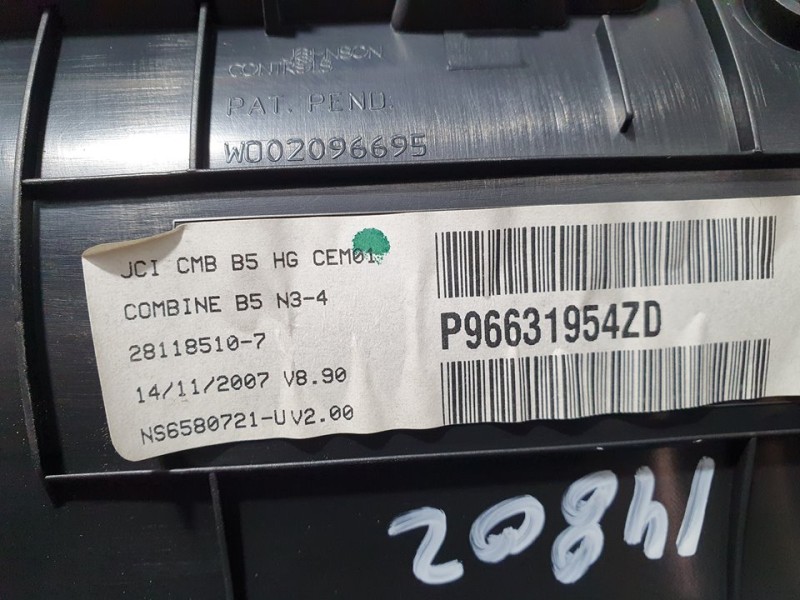 JOHNSON
CONTROLS
PAT. PEND.
WO02096695
JCI CMB B5 HG CEM01
COMBINE B5 N3-4
28118510-7
14/11/2007 V8.90
NS6580721-U V2.00
P96631954ZD
20841